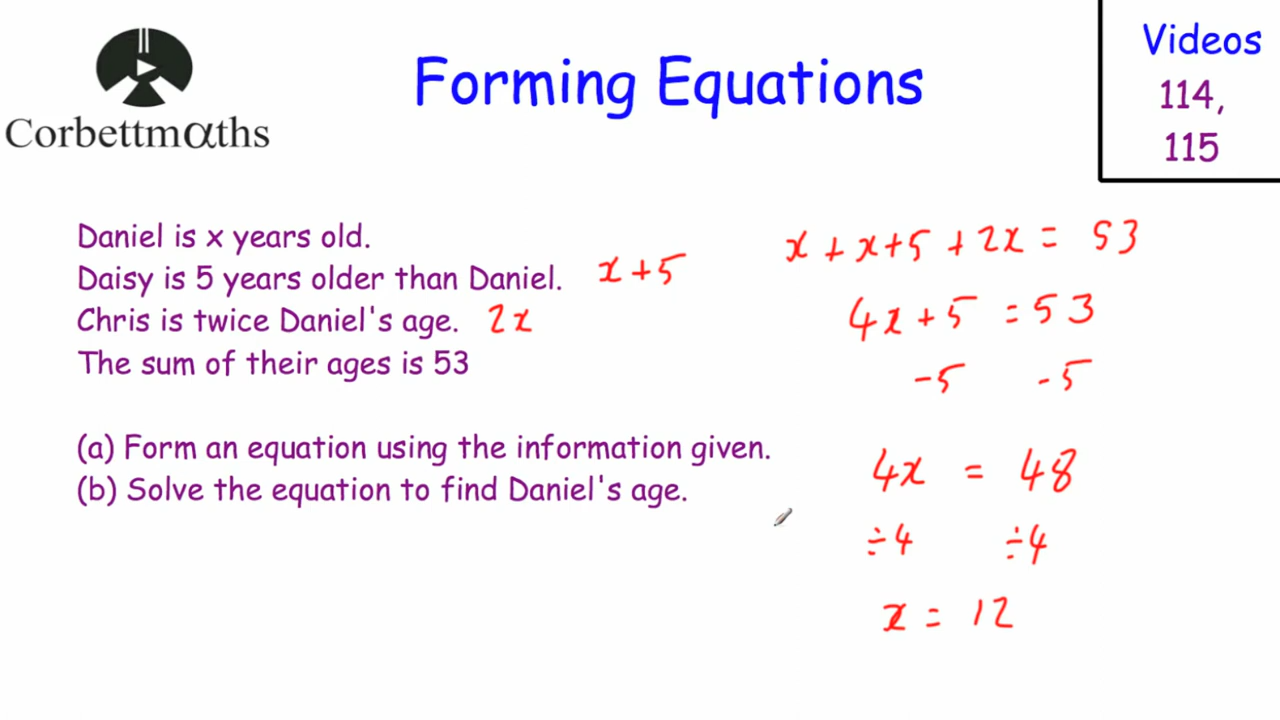 Corbettmαths
Forming Equations
Videos
114,
115
Daniel is x years old.
Daisy is 5 years older than Daniel. x + 5
Chris is twice Daniel's age. 2x
The sum of their ages is 53
(a) Form an equation using the information given.
(b) Solve the equation to find Daniel's age.
x + x + 5 + 2x = 53
4x + 5 = 53
-5 -5
4x = 48
÷4 ÷4
x = 12